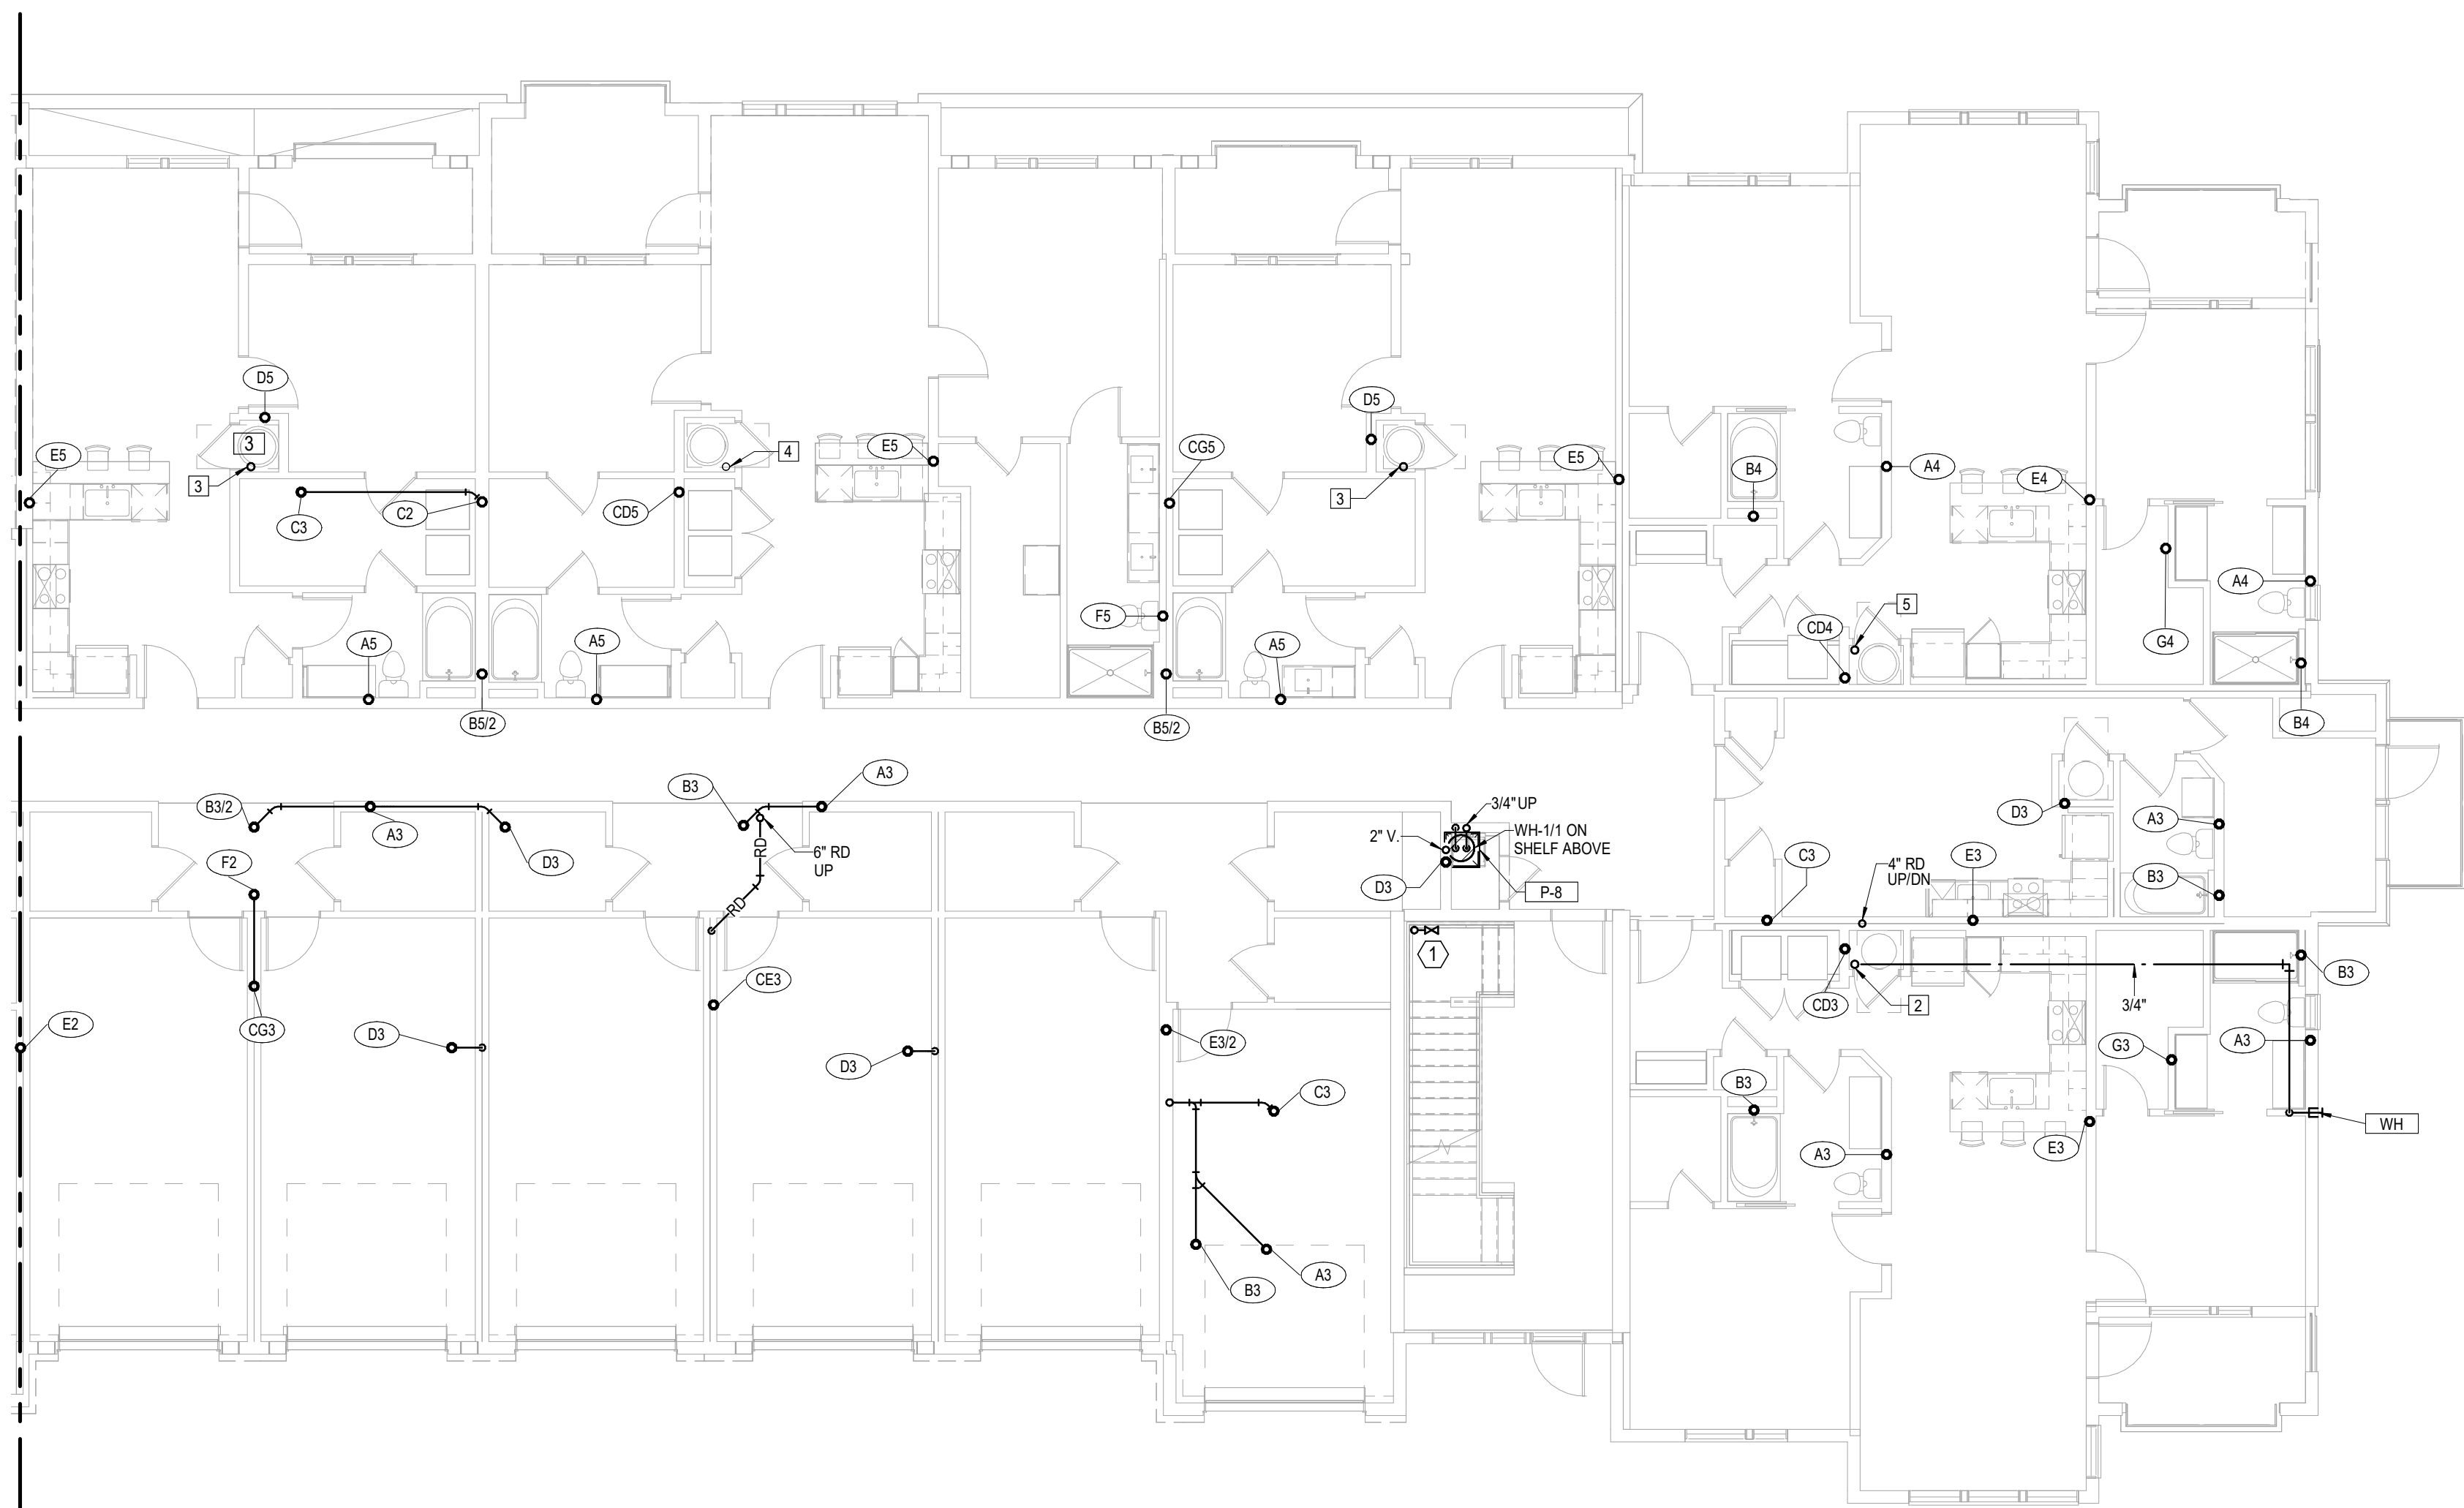 D5
3
E5
3
C3
C2
4
E5
CD5
CG5
D5
3
E5
B4
A4
E4
A4
G4
5
CD4
F5
A5
A5
A5
B5/2
B5/2
B4
B3/2
A3
D3
F2
CG3
E2
D3
B3
A3
6" RD
UP
RD
RD
CE3
D3
3/4" UP
2" V.
WH-1/1 ON
SHELF ABOVE
D3
P-8
1
E3/2
C3
B3
A3
D3
A3
B3
C3
4" RD
UP/DN
E3
CD3
2
3/4"
B3
A3
G3
WH
B3
A3
E3